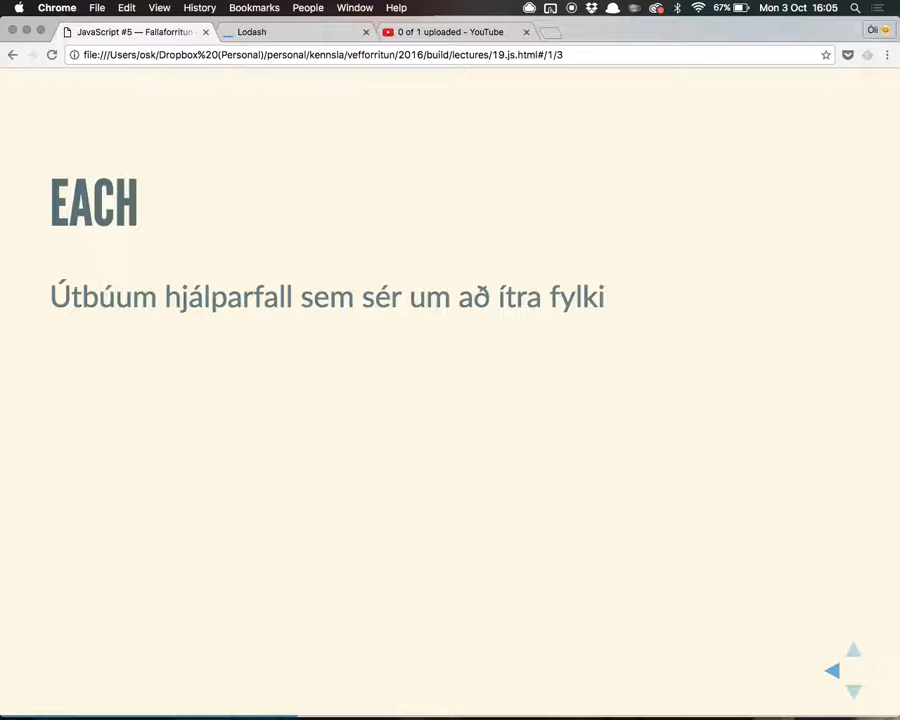 Chrome File Edit View History Bookmarks People Window Help 67% Mon 3 Oct 16:05
JavaScript #5 — Fallaforritun Lodash 0 of 1 uploaded - YouTube Óli
file:///Users/osk/Dropbox%20(Personal)/personal/kennsla/vefforritun/2016/build/lectures/19.js.html#/1/3
EACH
Útbúum hjálparfall sem sér um að ítra fylki